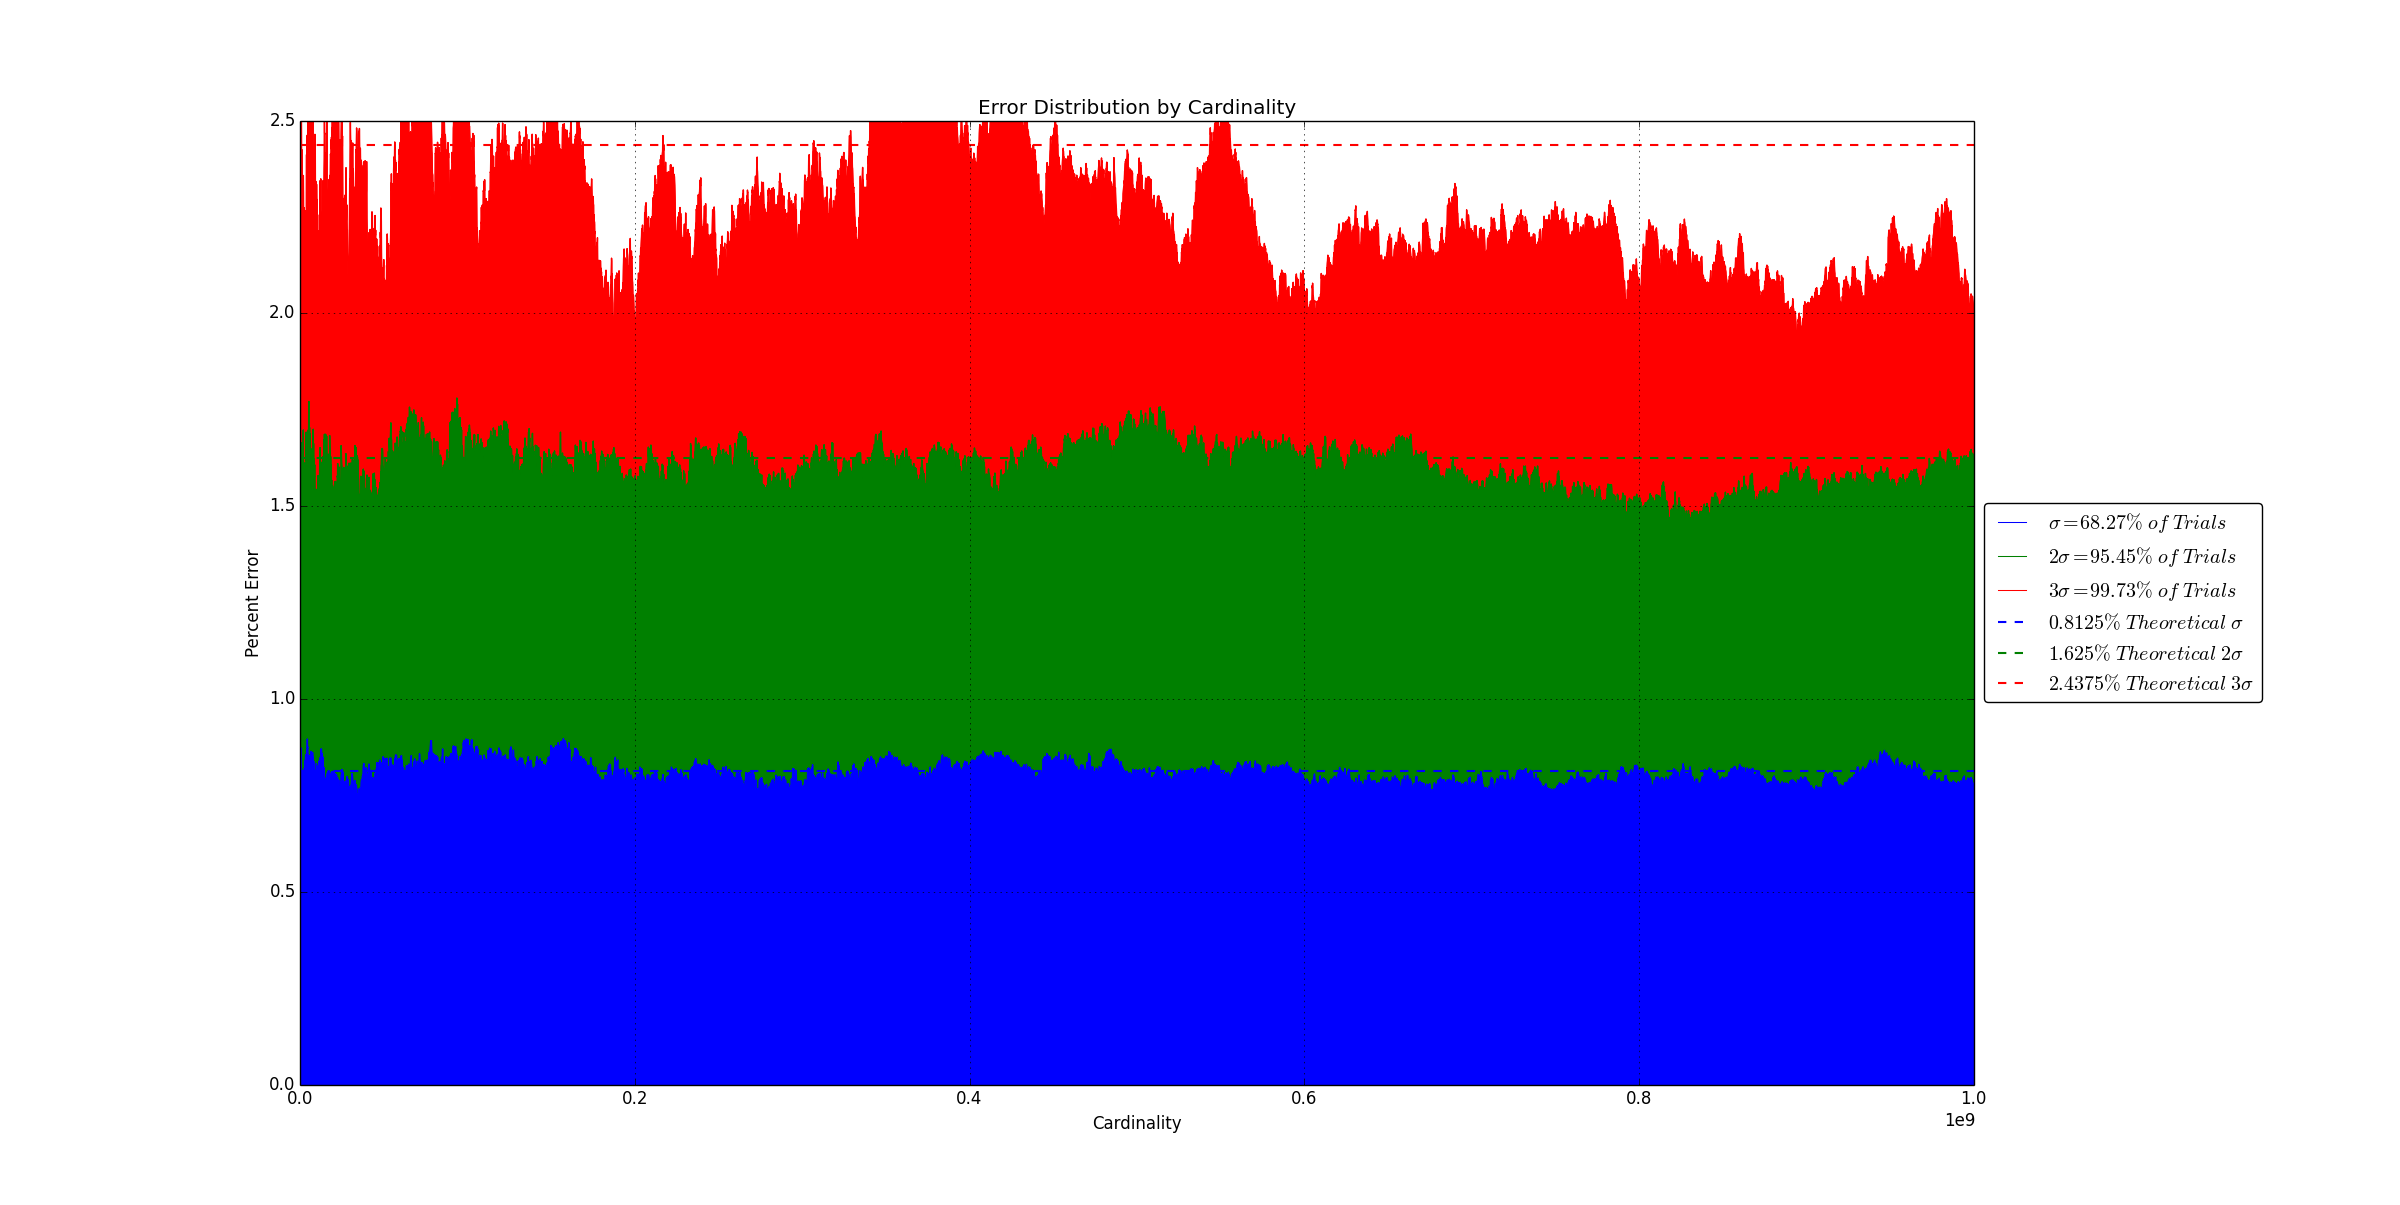 Error Distribution by Cardinality
2.5
2.0
1.5
1.0
0.5
0.0
Percent Error
0.0 0.2 0.4 0.6 0.8 1.0
1e9
Cardinality
σ=68.27% of Trials
2σ=95.45% of Trials
3σ=99.73% of Trials
0.8125% Theoretical σ
1.625% Theoretical 2σ
2.4375% Theoretical 3σ